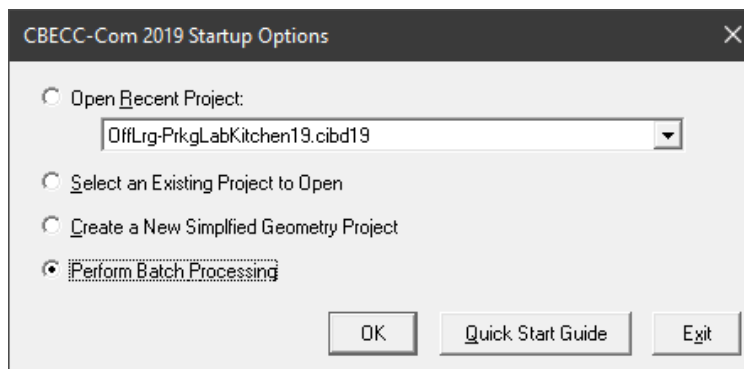 CBECC-Com 2019 Startup Options
Open Recent Project:
OffLrg-PrkgLabKitchen19.cibd19
Select an Existing Project to Open
Create a New Simplfied Geometry Project
Perform Batch Processing
OK Quick Start Guide Exit